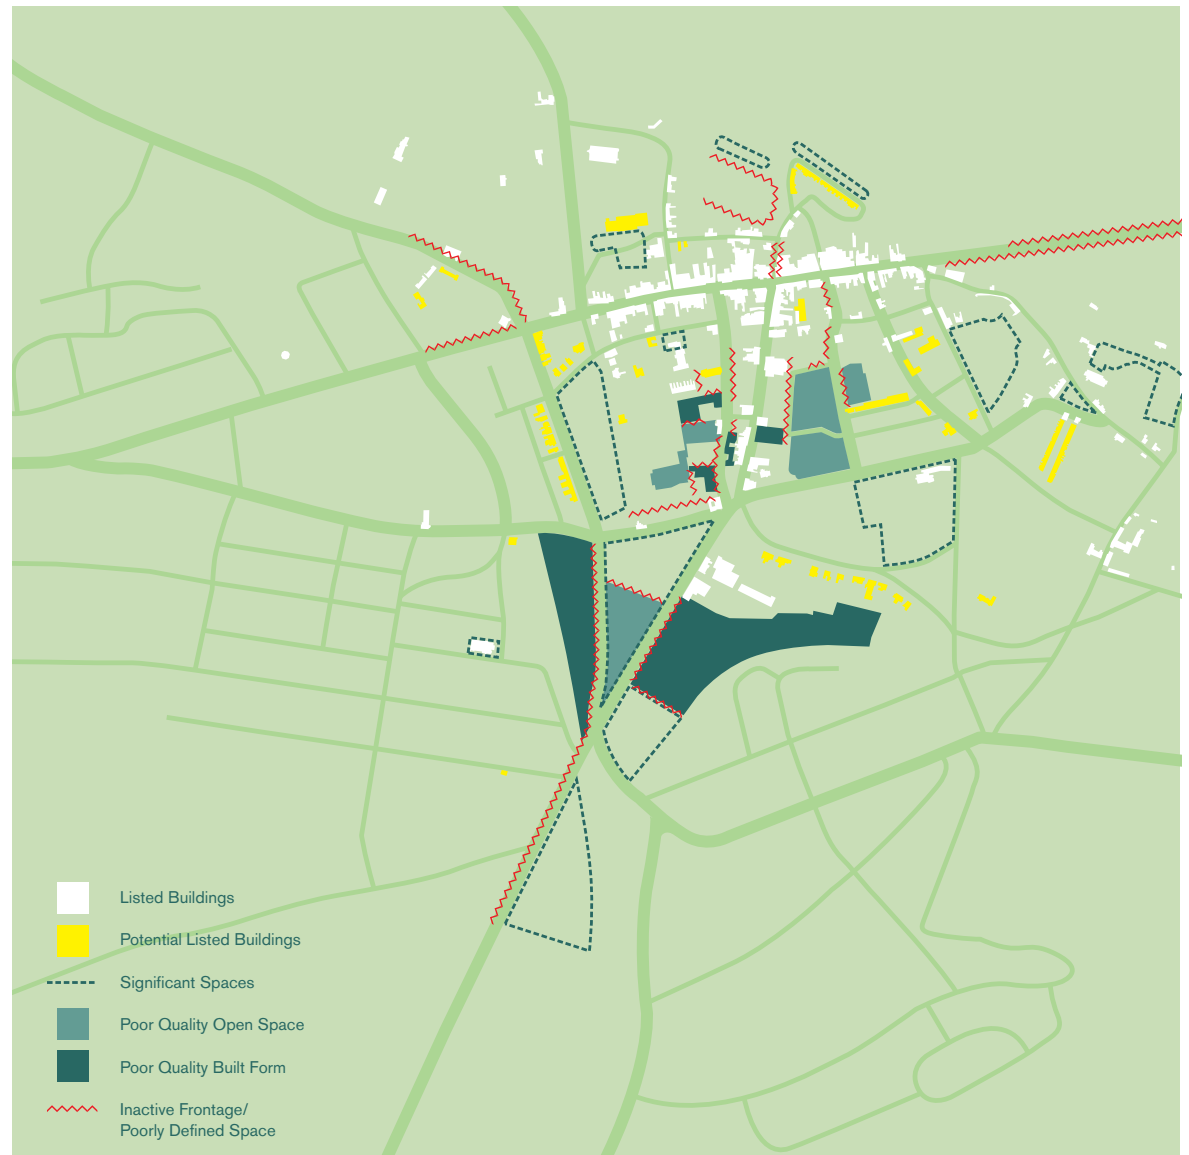 Listed Buildings
Potential Listed Buildings
Significant Spaces
Poor Quality Open Space
Poor Quality Built Form
Inactive Frontage/
Poorly Defined Space